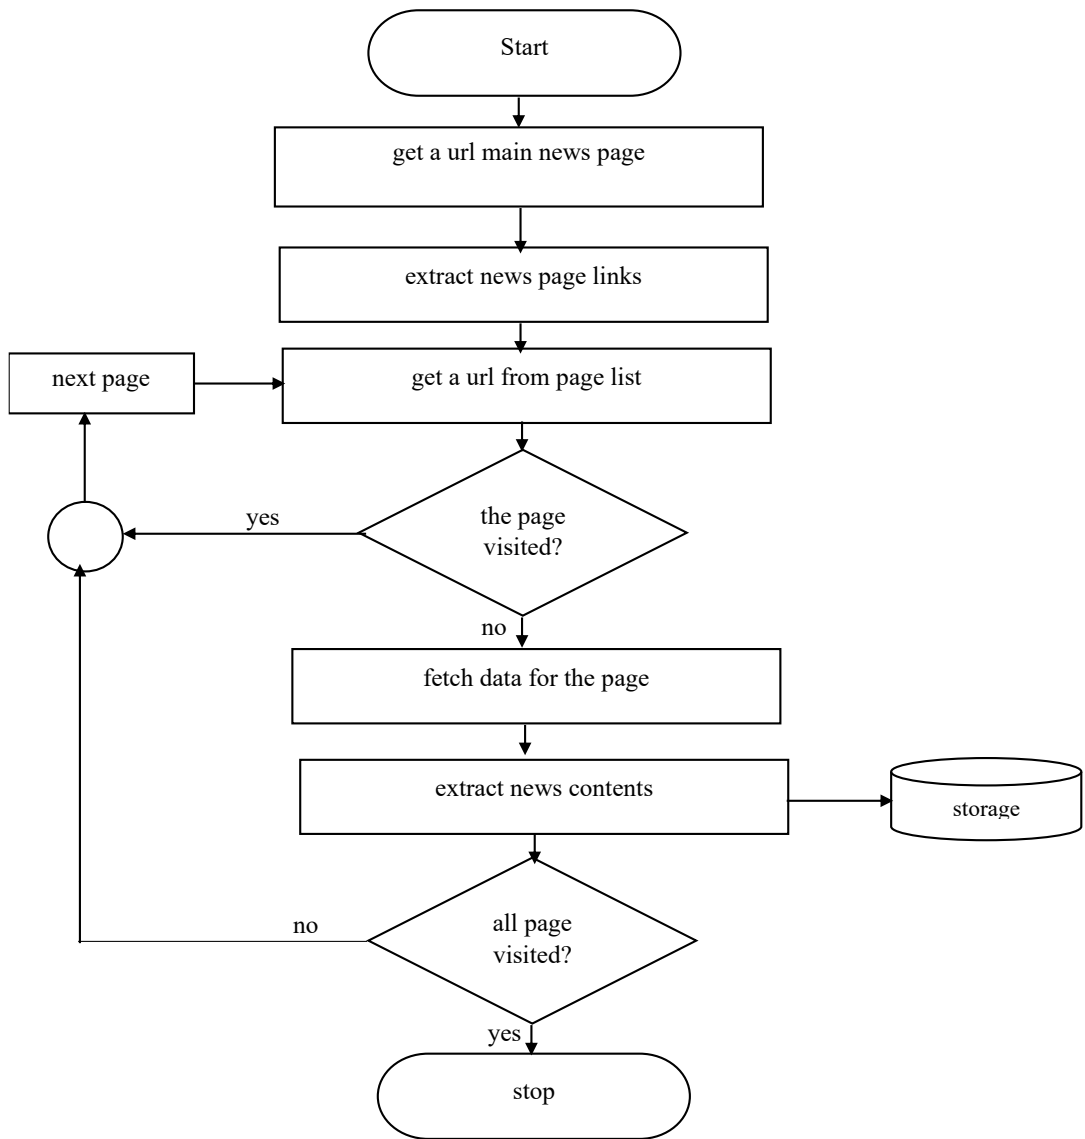 Start
get a url main news page
extract news page links
next page
get a url from page list
yes
the page
visited?
no
fetch data for the page
extract news contents
storage
no
all page
visited?
yes
stop